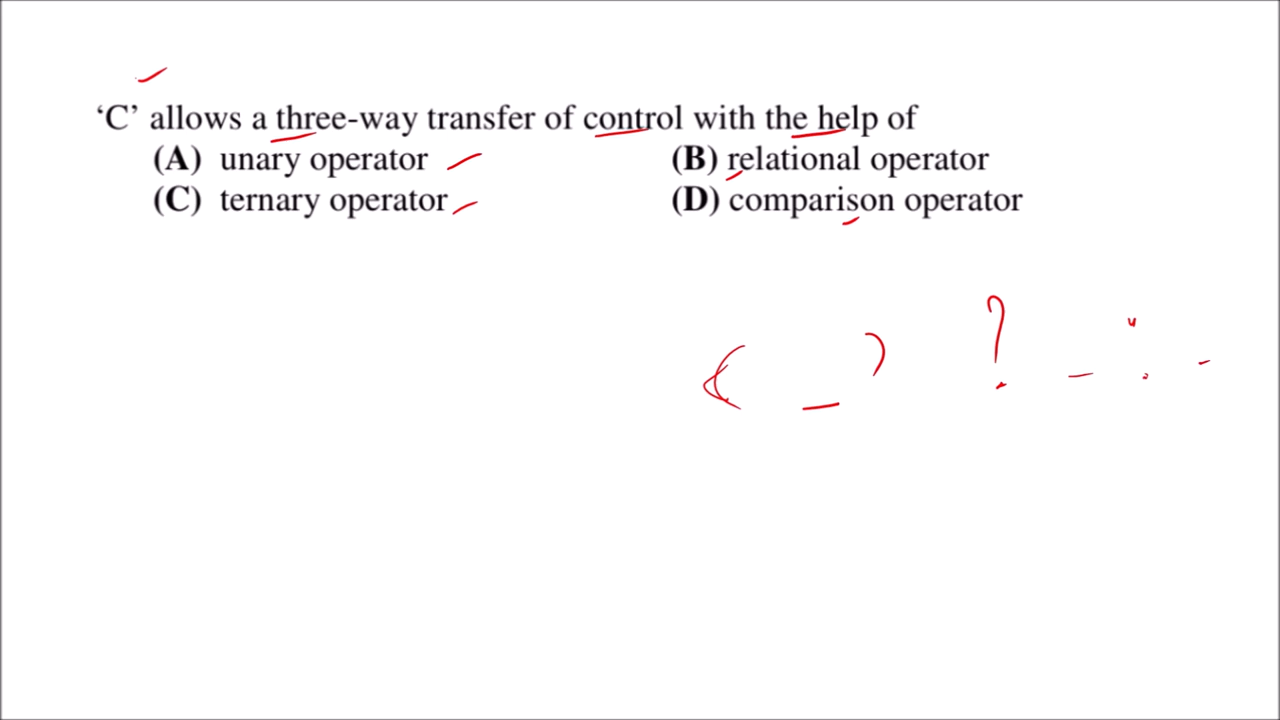 ‘C’ allows a three-way transfer of control with the help of
(A) unary operator (B) relational operator
(C) ternary operator (D) comparison operator
( _ ) ? _ : _